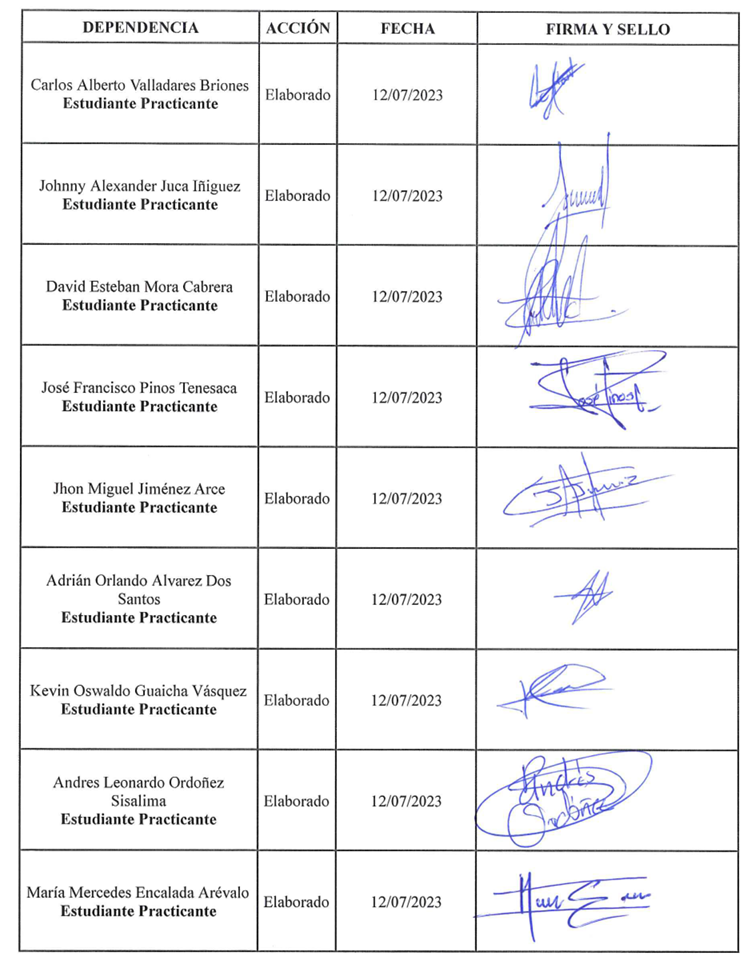 DEPENDENCIA ACCIÓN FECHA FIRMA Y SELLO
Carlos Alberto Valladares Briones
Estudiante Practicante
Elaborado
12/07/2023
Johnny Alexander Juca Iñiguez
Estudiante Practicante
Elaborado
12/07/2023
David Esteban Mora Cabrera
Estudiante Practicante
Elaborado
12/07/2023
José Francisco Pinos Tenesaca
Estudiante Practicante
Elaborado
12/07/2023
José Pinos
Jhon Miguel Jiménez Arce
Estudiante Practicante
Elaborado
12/07/2023
Adrián Orlando Alvarez Dos
Santos
Estudiante Practicante
Elaborado
12/07/2023
Kevin Oswaldo Guaicha Vásquez
Estudiante Practicante
Elaborado
12/07/2023
Andres Leonardo Ordoñez
Sisalima
Estudiante Practicante
Elaborado
12/07/2023
Andrés
Ordóñez
María Mercedes Encalada Arévalo
Estudiante Practicante
Elaborado
12/07/2023